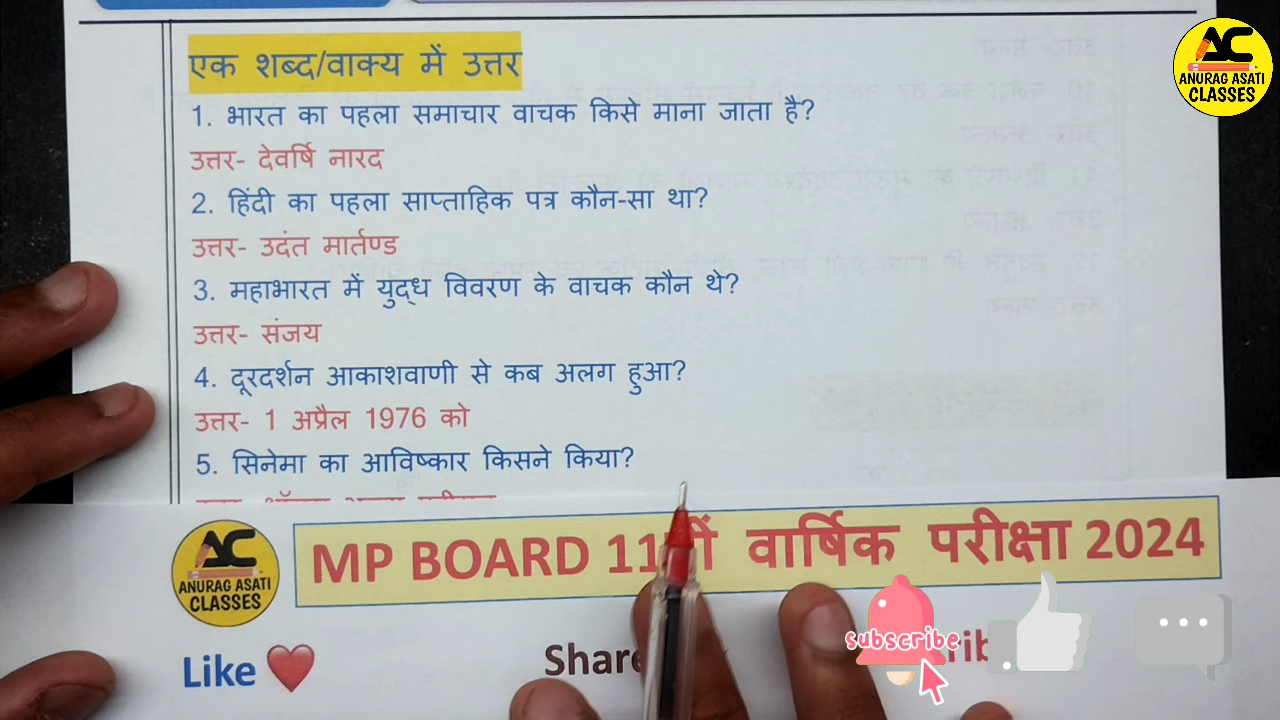 AC
ANURAG ASATI
CLASSES
एक शब्द/वाक्य में उत्तर
1. भारत का पहला समाचार वाचक किसे माना जाता है?
उत्तर- देवर्षि नारद
2. हिंदी का पहला साप्ताहिक पत्र कौन-सा था?
उत्तर- उदंत मार्तण्ड
3. महाभारत में युद्ध विवरण के वाचक कौन थे?
उत्तर- संजय
4. दूरदर्शन आकाशवाणी से कब अलग हुआ?
उत्तर- 1 अप्रैल 1976 को
5. सिनेमा का आविष्कार किसने किया?
AC
ANURAG ASATI
CLASSES
MP BOARD 11वीं वार्षिक परीक्षा 2024
Like Share
subscribe